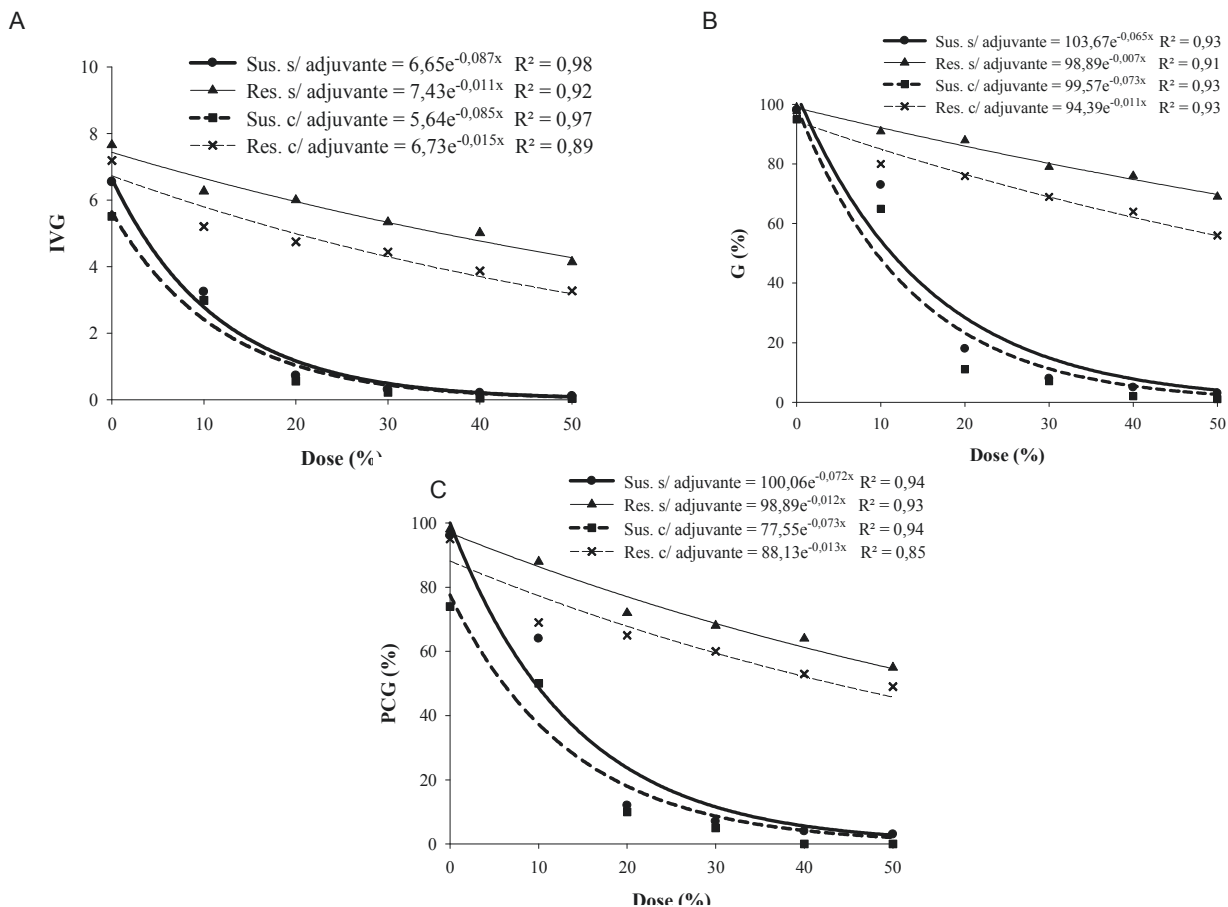 A
Sus. s/ adjuvante = 6,65e^-0,087x R² = 0,98
Res. s/ adjuvante = 7,43e^-0,011x R² = 0,92
Sus. c/ adjuvante = 5,64e^-0,085x R² = 0,97
Res. c/ adjuvante = 6,73e^-0,015x R² = 0,89
10
8
6
4
2
0
IVG
0 10 20 30 40 50
Dose (%)
B
Sus. s/ adjuvante = 103,67e^-0,065x R² = 0,93
Res. s/ adjuvante = 98,89e^-0,007x R² = 0,91
Sus. c/ adjuvante = 99,57e^-0,073x R² = 0,93
Res. c/ adjuvante = 94,39e^-0,011x R² = 0,93
100
80
60
40
20
0
G (%)
0 10 20 30 40 50
Dose (%)
C
Sus. s/ adjuvante = 100,06e^-0,072x R² = 0,94
Res. s/ adjuvante = 98,89e^-0,012x R² = 0,93
Sus. c/ adjuvante = 77,55e^-0,073x R² = 0,94
Res. c/ adjuvante = 88,13e^-0,013x R² = 0,85
100
80
60
40
20
0
PCG (%)
0 10 20 30 40 50
Dose (%)